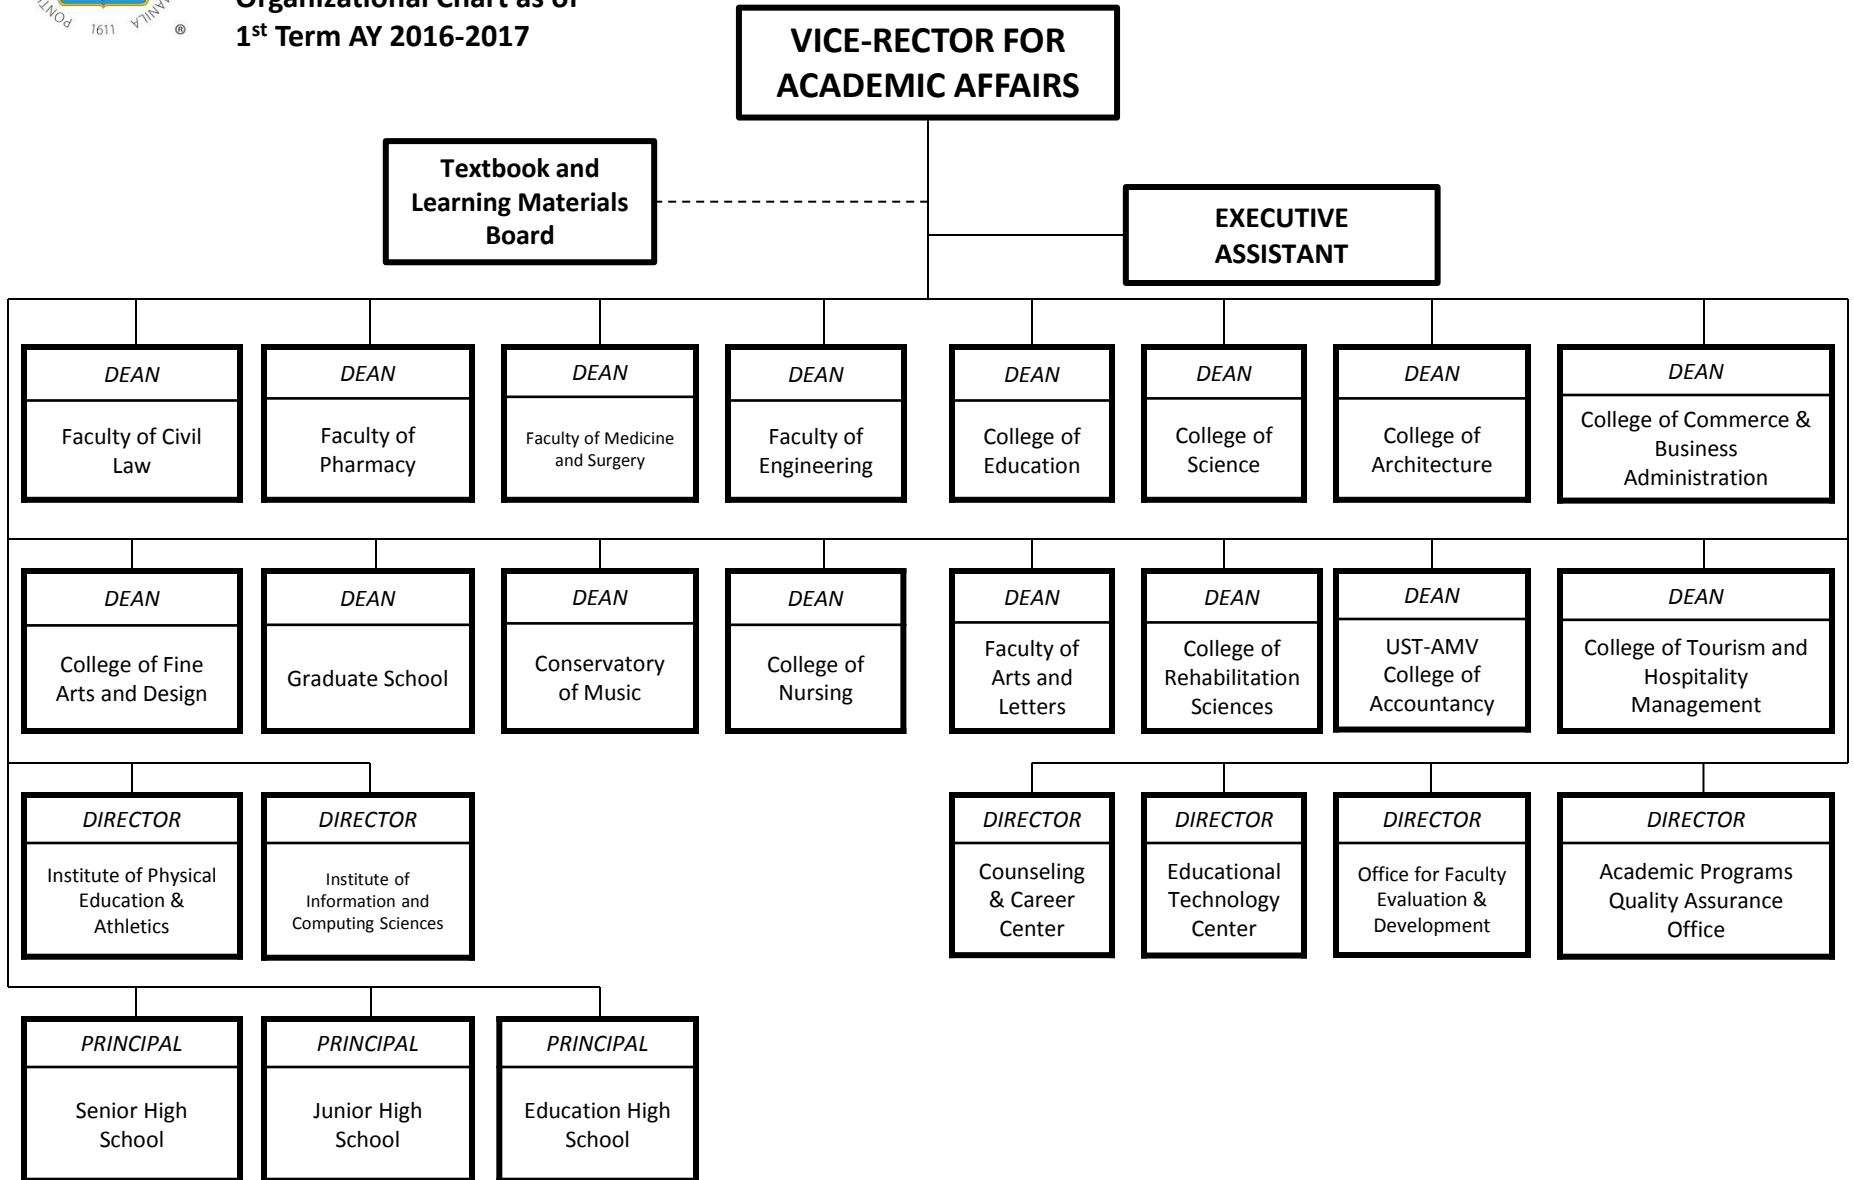 Organizational Chart as of
1st Term AY 2016-2017
1611
MANILA
®
VICE-RECTOR FOR
ACADEMIC AFFAIRS
Textbook and
Learning Materials
Board
EXECUTIVE
ASSISTANT
DEAN
Faculty of Civil
Law
DEAN
Faculty of
Pharmacy
DEAN
Faculty of Medicine
and Surgery
DEAN
Faculty of
Engineering
DEAN
College of
Education
DEAN
College of
Science
DEAN
College of
Architecture
DEAN
College of Commerce &
Business
Administration
DEAN
College of Fine
Arts and Design
DEAN
Graduate School
DEAN
Conservatory
of Music
DEAN
College of
Nursing
DEAN
Faculty of
Arts and
Letters
DEAN
College of
Rehabilitation
Sciences
DEAN
UST-AMV
College of
Accountancy
DEAN
College of Tourism and
Hospitality
Management
DIRECTOR
Institute of Physical
Education &
Athletics
DIRECTOR
Institute of
Information and
Computing Sciences
DIRECTOR
Counseling
& Career
Center
DIRECTOR
Educational
Technology
Center
DIRECTOR
Office for Faculty
Evaluation &
Development
DIRECTOR
Academic Programs
Quality Assurance
Office
PRINCIPAL
Senior High
School
PRINCIPAL
Junior High
School
PRINCIPAL
Education High
School